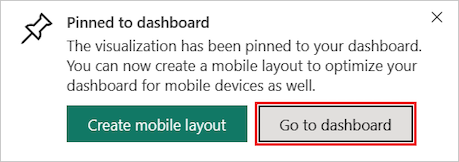 Pinned to dashboard
The visualization has been pinned to your dashboard.
You can now create a mobile layout to optimize your
dashboard for mobile devices as well.
Create mobile layout
Go to dashboard